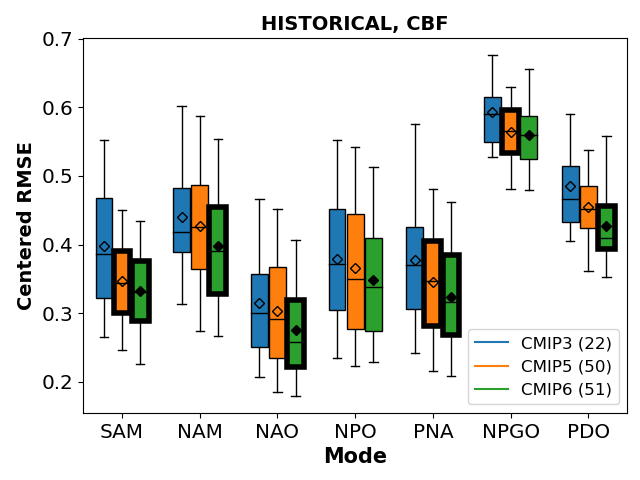 HISTORICAL, CBF
Centered RMSE
0.7
0.6
0.5
0.4
0.3
0.2
CMIP3 (22)
CMIP5 (50)
CMIP6 (51)
SAM NAM NAO NPO PNA NPGO PDO
Mode